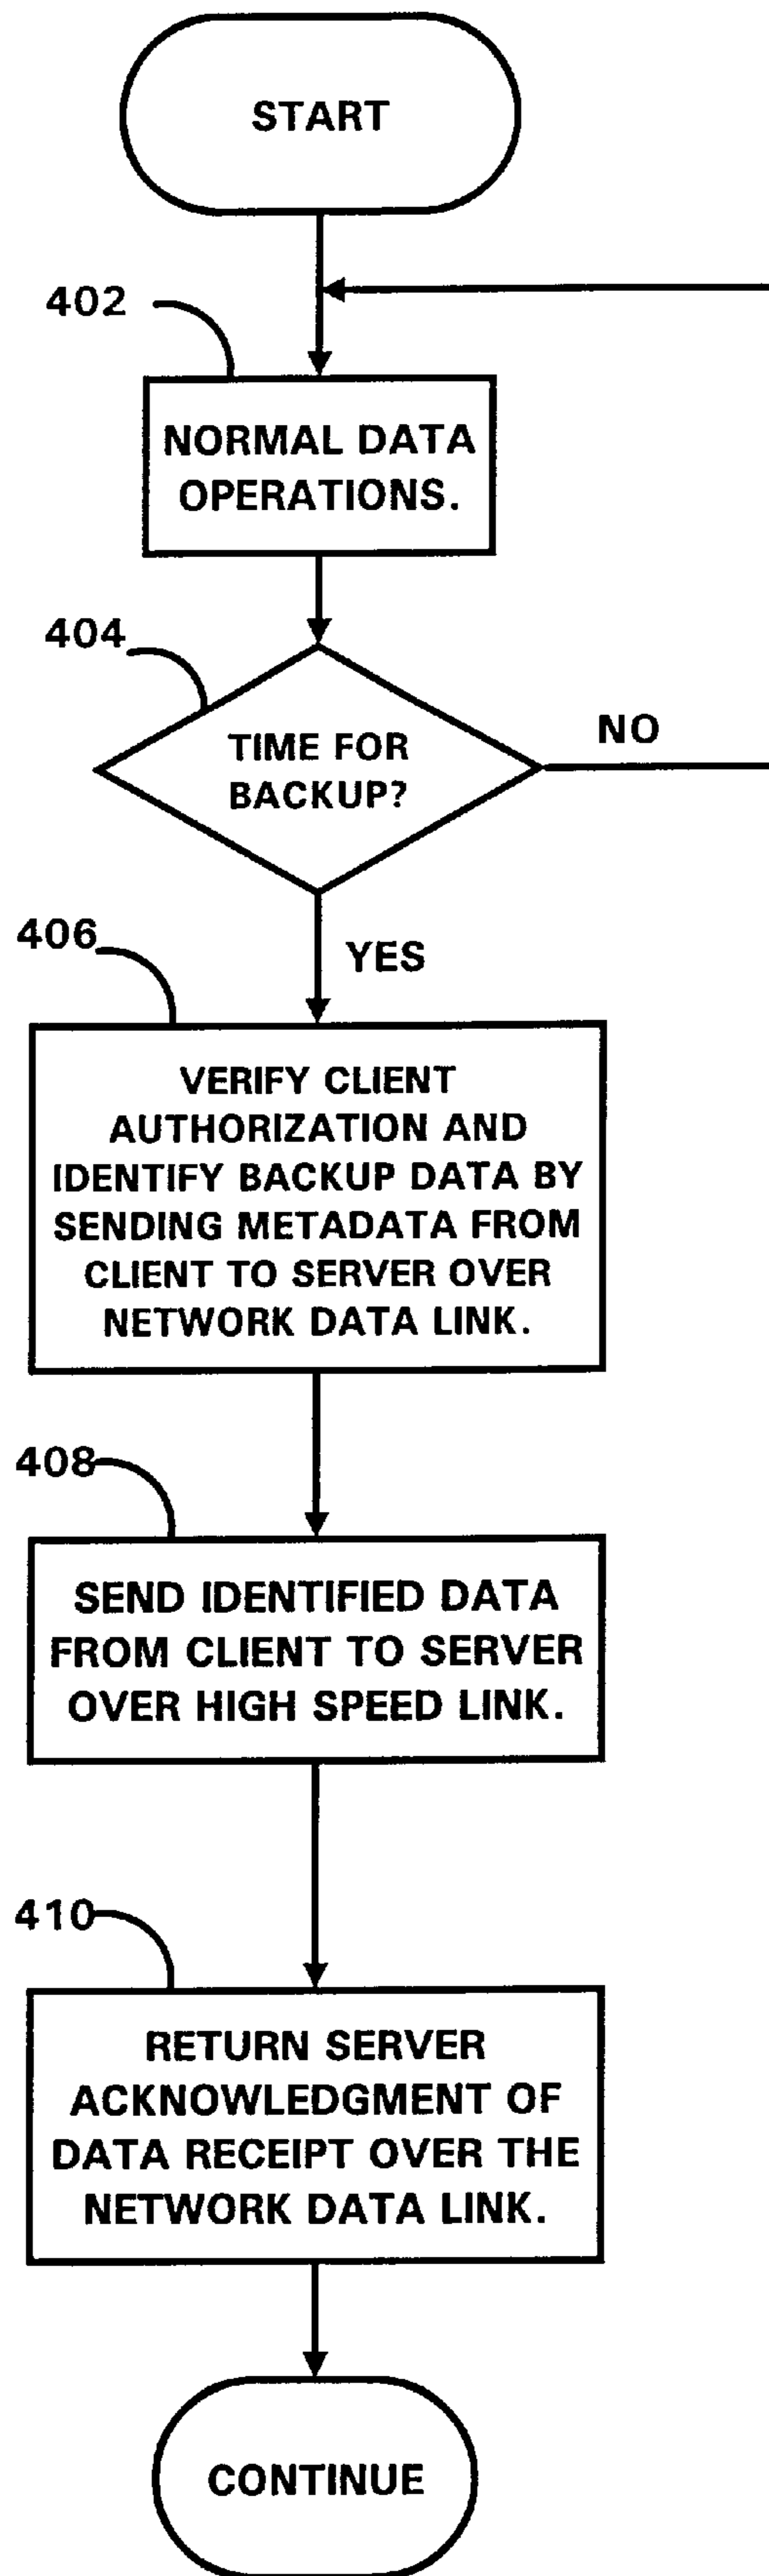 START
402
NORMAL DATA
OPERATIONS.
404
TIME FOR
BACKUP?
NO
406
YES
VERIFY CLIENT
AUTHORIZATION AND
IDENTIFY BACKUP DATA BY
SENDING METADATA FROM
CLIENT TO SERVER OVER
NETWORK DATA LINK.
408
SEND IDENTIFIED DATA
FROM CLIENT TO SERVER
OVER HIGH SPEED LINK.
410
RETURN SERVER
ACKNOWLEDGMENT OF
DATA RECEIPT OVER THE
NETWORK DATA LINK.
CONTINUE